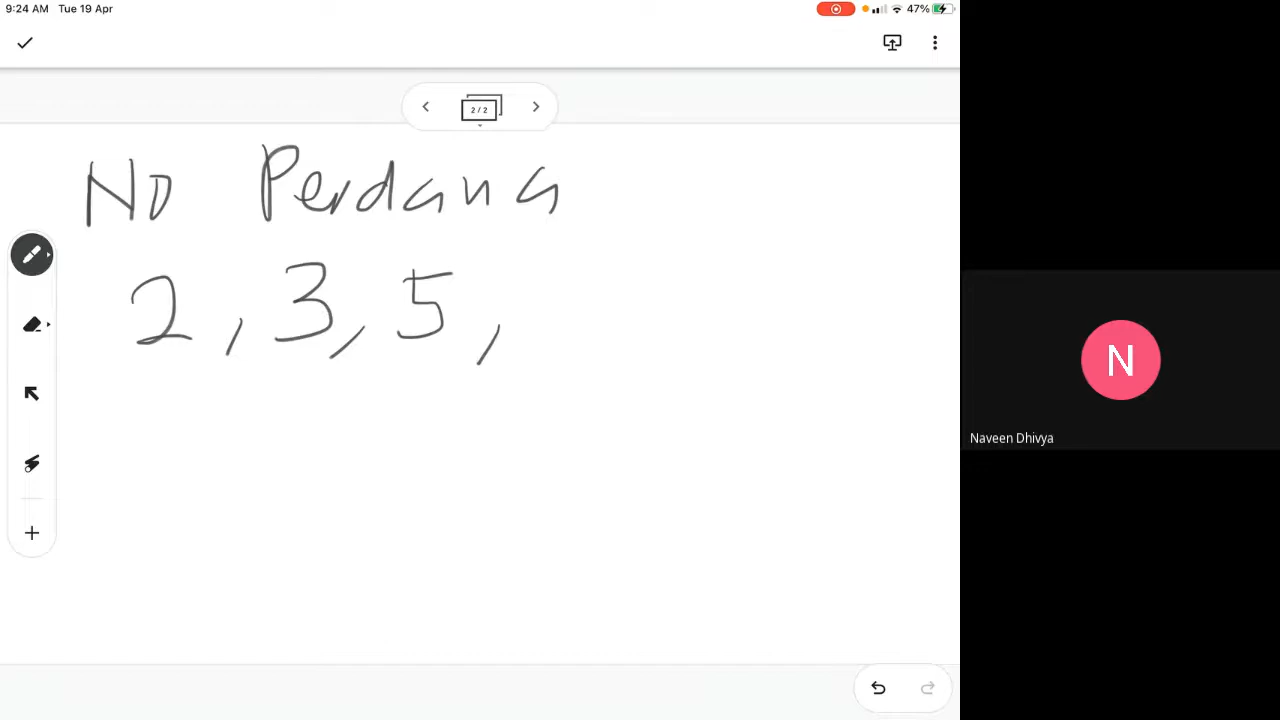 9:24 AM Tue 19 Apr
47%
2 / 2
No Perdana
2, 3, 5,
N
Naveen Dhivya